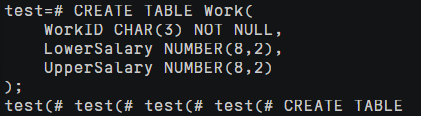 test=# CREATE TABLE Work(
    WorkID CHAR(3) NOT NULL,
    LowerSalary NUMBER(8,2),
    UpperSalary NUMBER(8,2)
);
test(# test(# test(# test(# CREATE TABLE